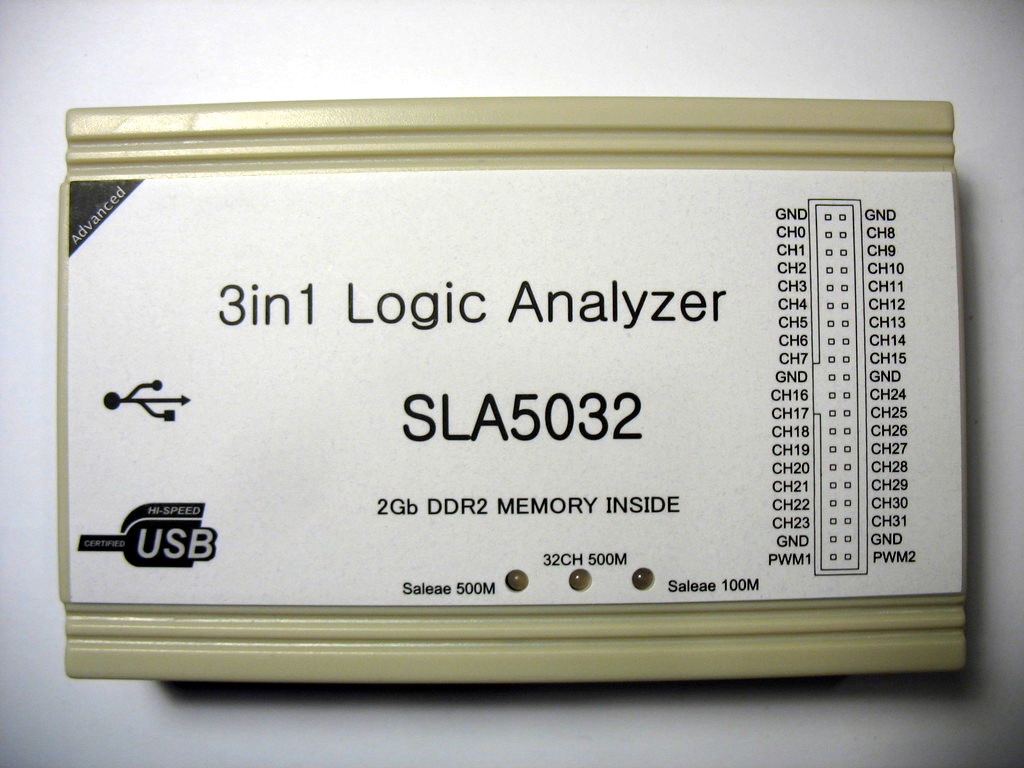 Advanced
3in1 Logic Analyzer
SLA5032
2Gb DDR2 MEMORY INSIDE
HI-SPEED
CERTIFIED USB
32CH 500M
Saleae 500M
Saleae 100M
GND GND
CH0 CH8
CH1 CH9
CH2 CH10
CH3 CH11
CH4 CH12
CH5 CH13
CH6 CH14
CH7 CH15
GND GND
CH16 CH24
CH17 CH25
CH18 CH26
CH19 CH27
CH20 CH28
CH21 CH29
CH22 CH30
CH23 CH31
GND GND
PWM1 PWM2